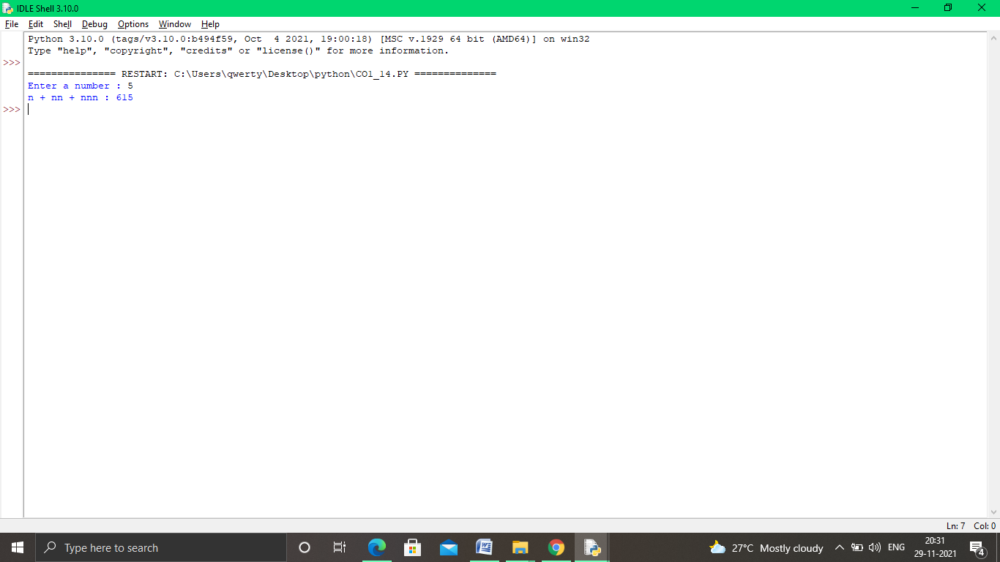 IDLE Shell 3.10.0
File Edit Shell Debug Options Window Help
Python 3.10.0 (tags/v3.10.0:b494f59, Oct  4 2021, 19:00:18) [MSC v.1929 64 bit (AMD64)] on win32
Type "help", "copyright", "credits" or "license()" for more information.
>>>
=============== RESTART: C:\Users\qwerty\Desktop\python\CO1_14.PY ==============
Enter a number : 5
n + nn + nnn : 615
>>>
Ln: 7 Col: 0
Type here to search
27°C Mostly cloudy
ENG
20:31
29-11-2021
4